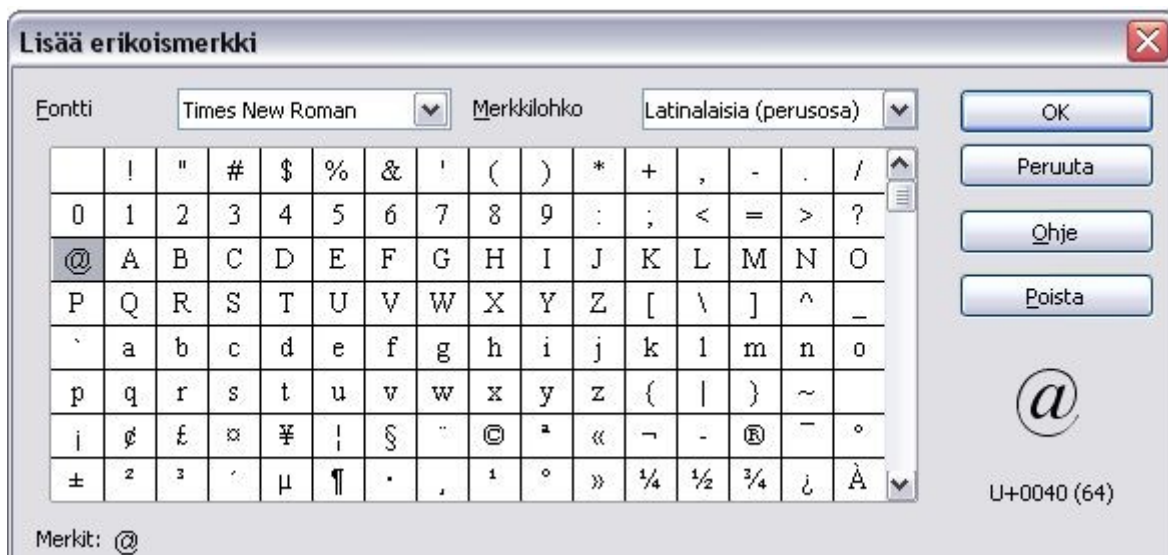 Lisää erikoismerkki
Fontti Times New Roman Merkkilohko Latinalaisia (perusosa) OK
Peruuta
Ohje
Poista
! " # $ % & ' ( ) * + , - . /
0 1 2 3 4 5 6 7 8 9 : ; < = > ?
@ A B C D E F G H I J K L M N O
P Q R S T U V W X Y Z [ \ ] ^ _
` a b c d e f g h i j k l m n o
p q r s t u v w x y z { | } ~
¡ ¢ £ ¤ ¥ ¦ § ¨ © ª « ¬ - ® ¯ °
± ² ³ ´ µ ¶ · ¸ ¹ º » ¼ ½ ¾ ¿ À
@
U+0040 (64)
Merkit: @